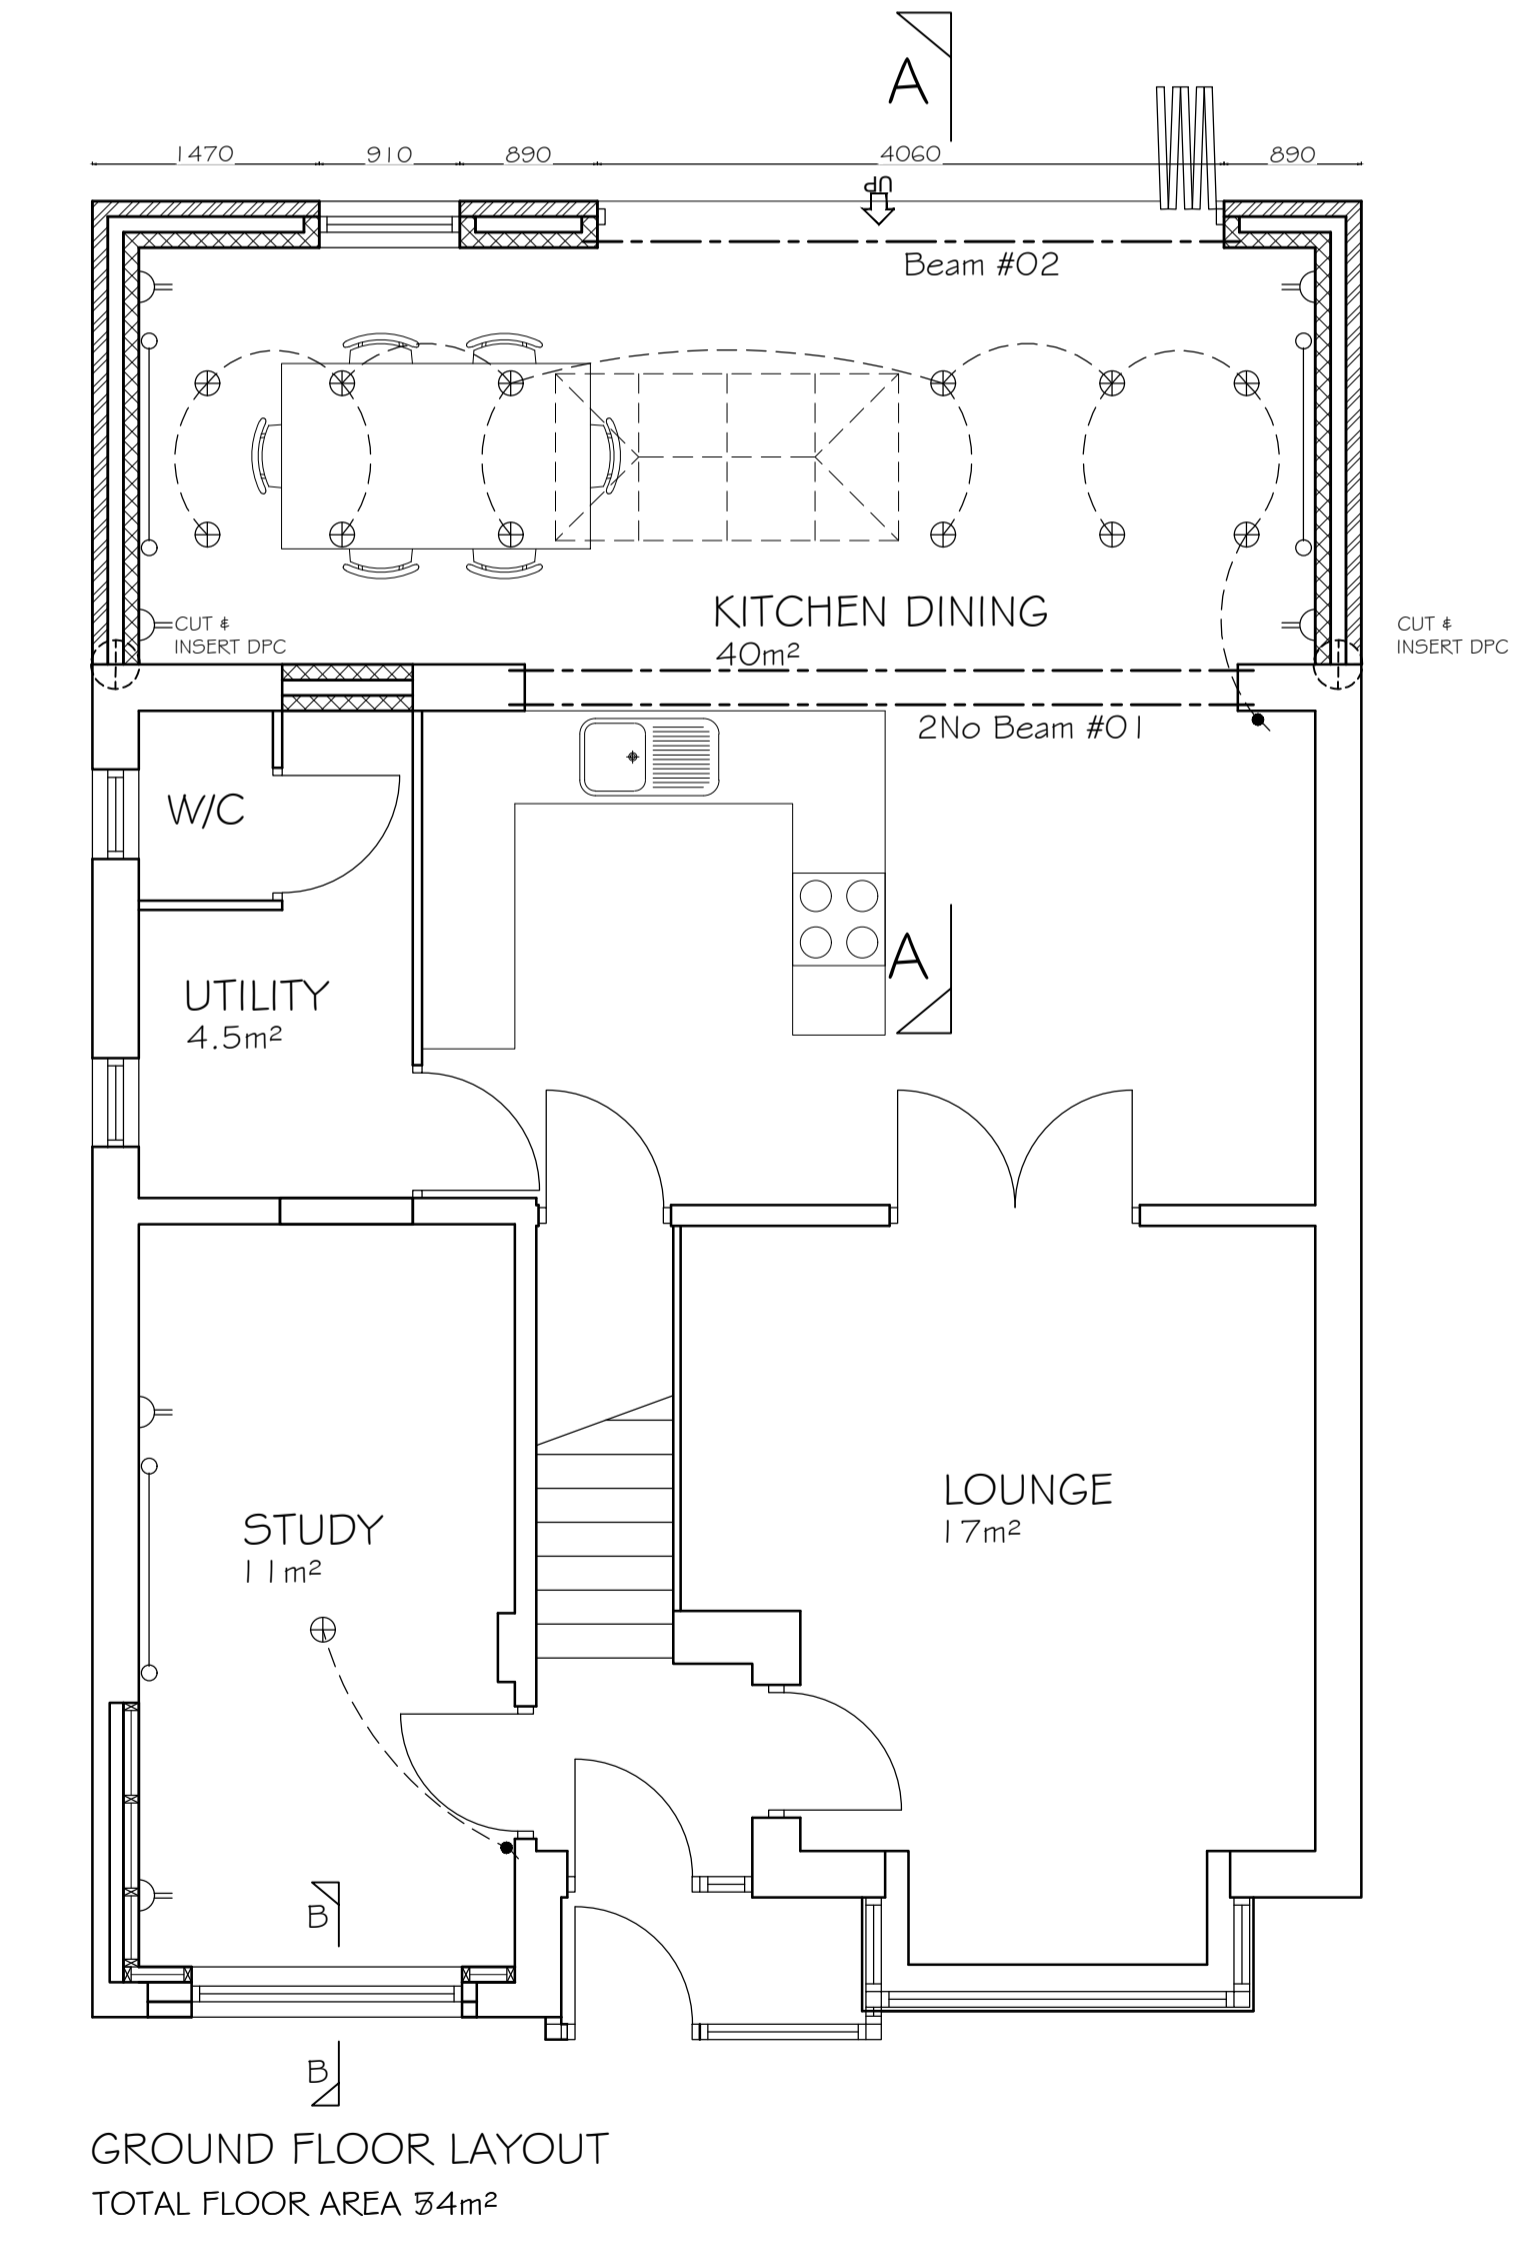 A
1470 910 890 4060 890
UP
Beam #02
KITCHEN DINING
40m²
CUT &
INSERT DPC
CUT &
INSERT DPC
2No Beam #01
W/C
A
UTILITY
4.5m²
LOUNGE
17m²
STUDY
11m²
B
B
GROUND FLOOR LAYOUT
TOTAL FLOOR AREA